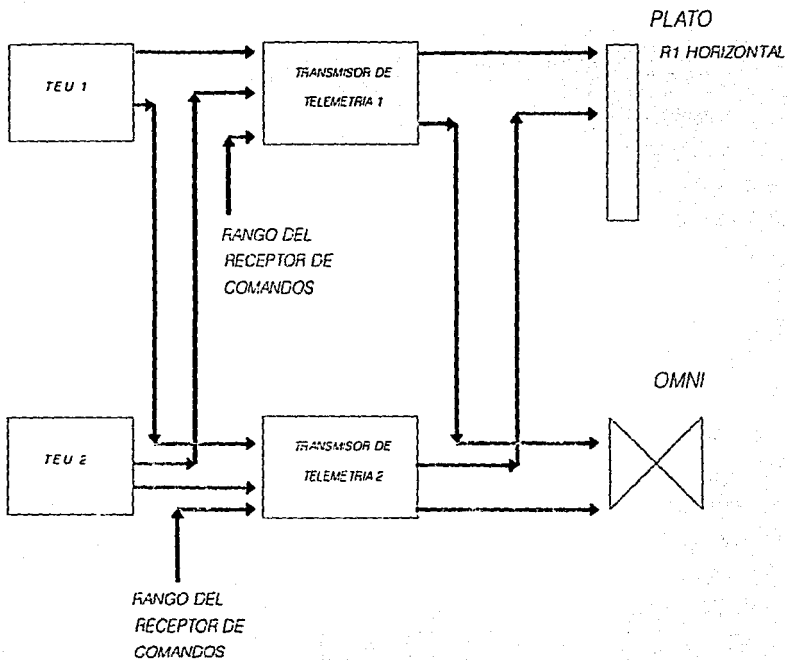 PLATO
R1 HORIZONTAL
TEU 1
TRANSMISOR DE
TELEMETRIA 1
RANGO DEL
RECEPTOR DE
COMANDOS
OMNI
TEU 2
TRANSMISOR DE
TELEMETRIA 2
RANGO DEL
RECEPTOR DE
COMANDOS